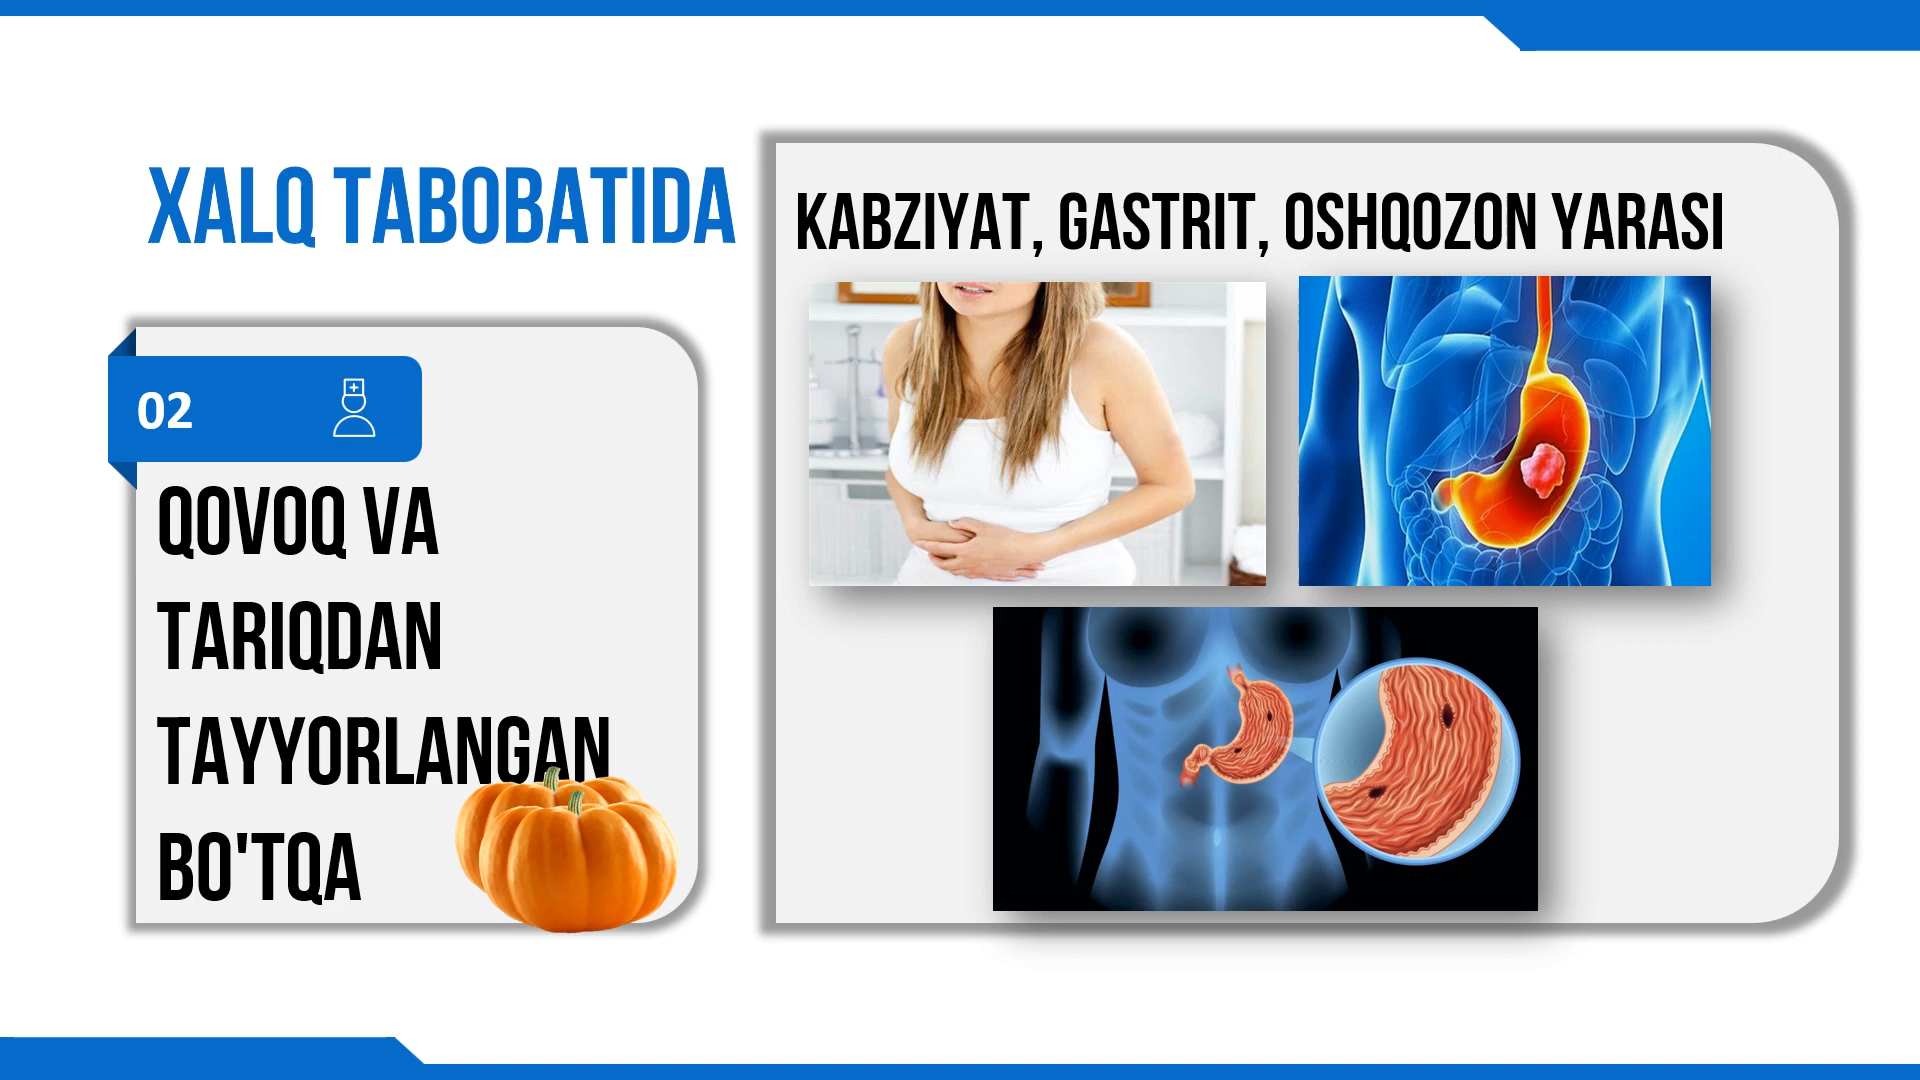 XALQ TABOBATIDA
02
QOVOQ VA
TARIQDAN
TAYYORLANGAN
BO'TQA
KABZIYAT, GASTRIT, OSHQOZON YARASI